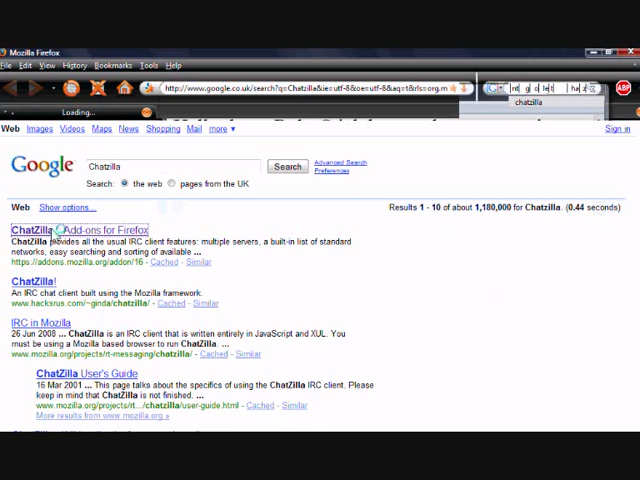 Mozilla Firefox
File Edit View History Bookmarks Tools Help
http://www.google.co.uk/search?q=Chatzilla&ie=utf-8&oe=utf-8&aq=t&rls=org.m
ABP
Loading...
chatzilla
Web Images Videos Maps News Shopping Mail more ▼ Sign in
Google Chatzilla Search Advanced Search
Preferences
Search: the web pages from the UK
Web Show options... Results 1 - 10 of about 1,180,000 for Chatzilla. (0.44 seconds)
ChatZilla Add-ons for Firefox
ChatZilla provides all the usual IRC client features: multiple servers, a built-in list of standard
networks, easy searching and sorting of available ...
https://addons.mozilla.org/addon/16 - Cached - Similar
ChatZilla!
An IRC chat client built using the Mozilla framework.
www.hacksrus.com/~ginda/chatzilla/ - Cached - Similar
IRC in Mozilla
26 Jun 2008 ... ChatZilla is an IRC client that is written entirely in JavaScript and XUL. You
must be using a Mozilla based browser to run ChatZilla. ...
www.mozilla.org/projects/rt-messaging/chatzilla/ - Cached - Similar
ChatZilla User's Guide
16 Mar 2001 ... This page talks about the specifics of using the ChatZilla IRC client. Please
keep in mind that ChatZilla is not finished. ...
www.mozilla.org/projects/rt.../chatzilla/user-guide.html - Cached - Similar
More results from www.mozilla.org »